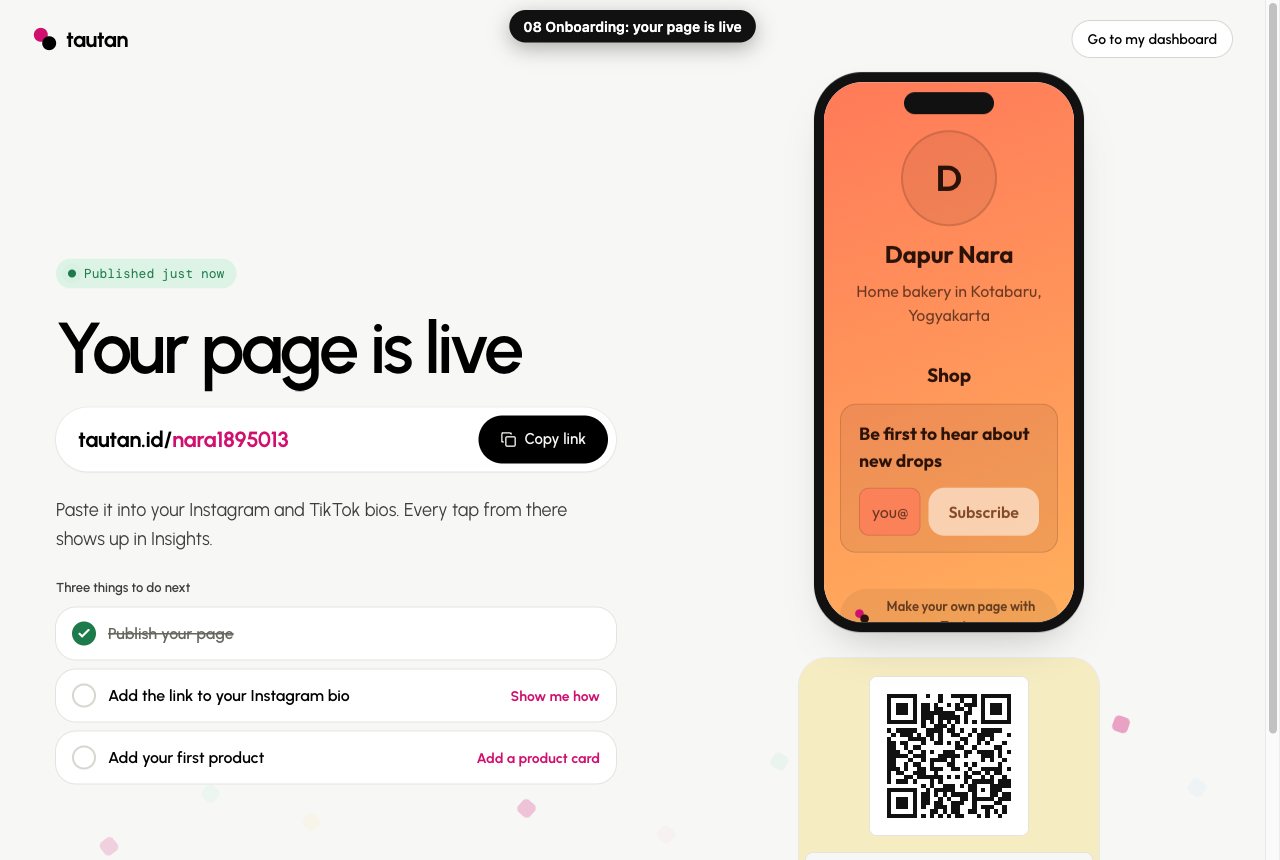 tautan
08 Onboarding: your page is live
Go to my dashboard
Published just now
Your page is live
tautan.id/nara1895013
Copy link
Paste it into your Instagram and TikTok bios. Every tap from there
shows up in Insights.
Three things to do next
Publish your page
Add the link to your Instagram bio
Show me how
Add your first product
Add a product card
D
Dapur Nara
Home bakery in Kotabaru,
Yogyakarta
Shop
Be first to hear about
new drops
you@
Subscribe
Make your own page with